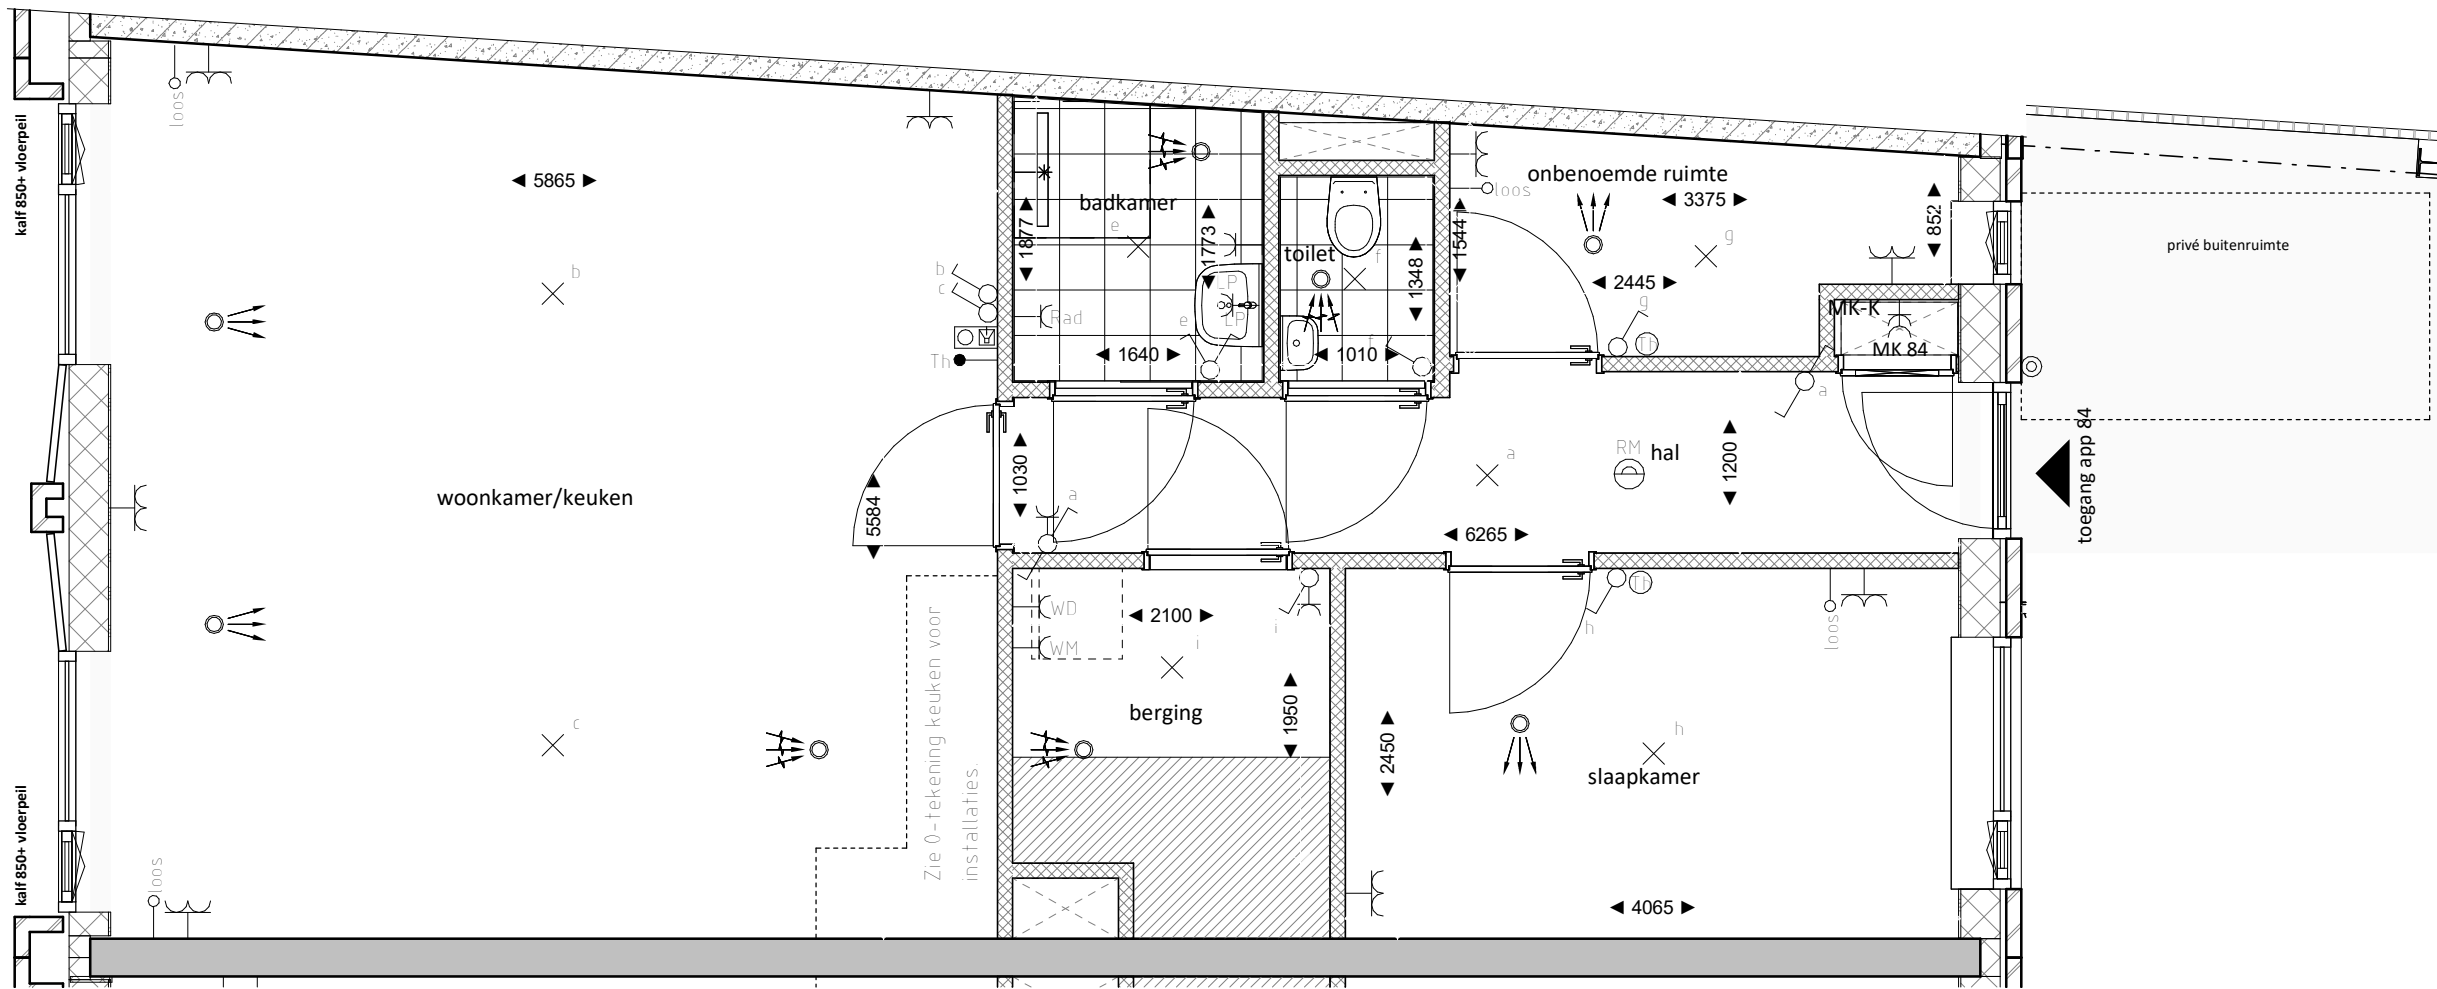 kalf 850+ vloerpeil
loos
◄ 5865 ►
b
woonkamer/keuken
◄ 5584 ►
c
kalf 850+ vloerpeil
loos
Zie 0-tekening keuken voor
installaties.
b
c
Th
badkamer
e
◄ 1877 ►
◄ 1773 ►
LP
LP
Rad
e
◄ 1640 ►
toilet
f
◄ 1348 ►
◄ 1010 ►
f
◄ 1544 ►
loos
onbenoemde ruimte
◄ 3375 ►
g
◄ 852 ►
◄ 2445 ►
g
Th
MK-K
MK 84
a
privé buitenruimte
toegang app 84
◄ 1030 ►
a
a
RM
hal
◄ 1200 ►
◄ 6265 ►
WD
WM
◄ 2100 ►
i
i
berging
◄ 1950 ►
Th
h
loos
◄ 2450 ►
h
slaapkamer
◄ 4065 ►